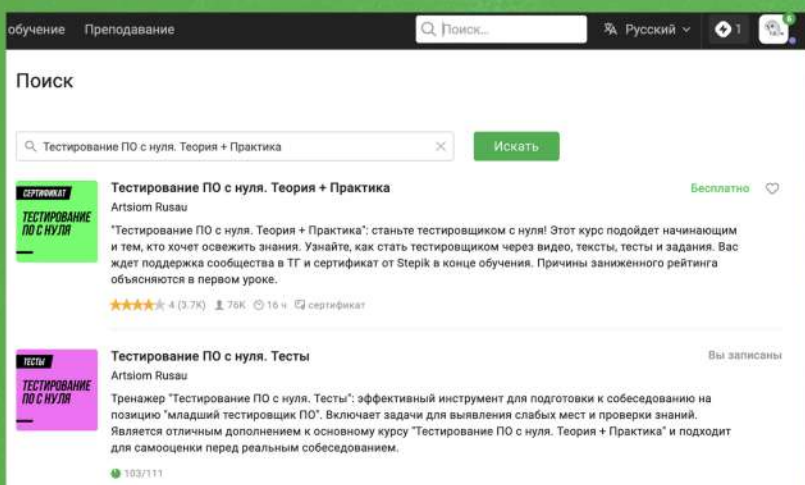 обучение Преподавание Поиск... Русский 1 6
Поиск
Тестирование ПО с нуля. Теория + Практика Искать
СЕРТИФИКАТ
ТЕСТИРОВАНИЕ
ПО С НУЛЯ
Тестирование ПО с нуля. Теория + Практика Бесплатно
Artsiom Rusau
"Тестирование ПО с нуля. Теория + Практика": станьте тестировщиком с нуля! Этот курс подойдет начинающим
и тем, кто хочет освежить знания. Узнайте, как стать тестировщиком через видео, тексты, тесты и задания. Вас
ждет поддержка сообщества в ТГ и сертификат от Stepik в конце обучения. Причины заниженного рейтинга
объясняются в первом уроке.
4 (3.7K) 76K 16 ч сертификат
ТЕСТЫ
ТЕСТИРОВАНИЕ
ПО С НУЛЯ
Тестирование ПО с нуля. Тесты Вы записаны
Artsiom Rusau
Тренажер "Тестирование ПО с нуля. Тесты": эффективный инструмент для подготовки к собеседованию на
позицию "младший тестировщик ПО". Включает задачи для выявления слабых мест и проверки знаний.
Является отличным дополнением к основному курсу "Тестирование ПО с нуля. Теория + Практика" и подходит
для самооценки перед реальным собеседованием.
103/111